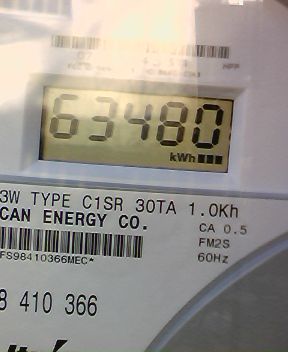 63480
kWh
3W TYPE C1SR 30TA 1.0Kh
CAN ENERGY CO.
CA 0.5
FM2S
60Hz
FS98410366MEC*
8 410 366